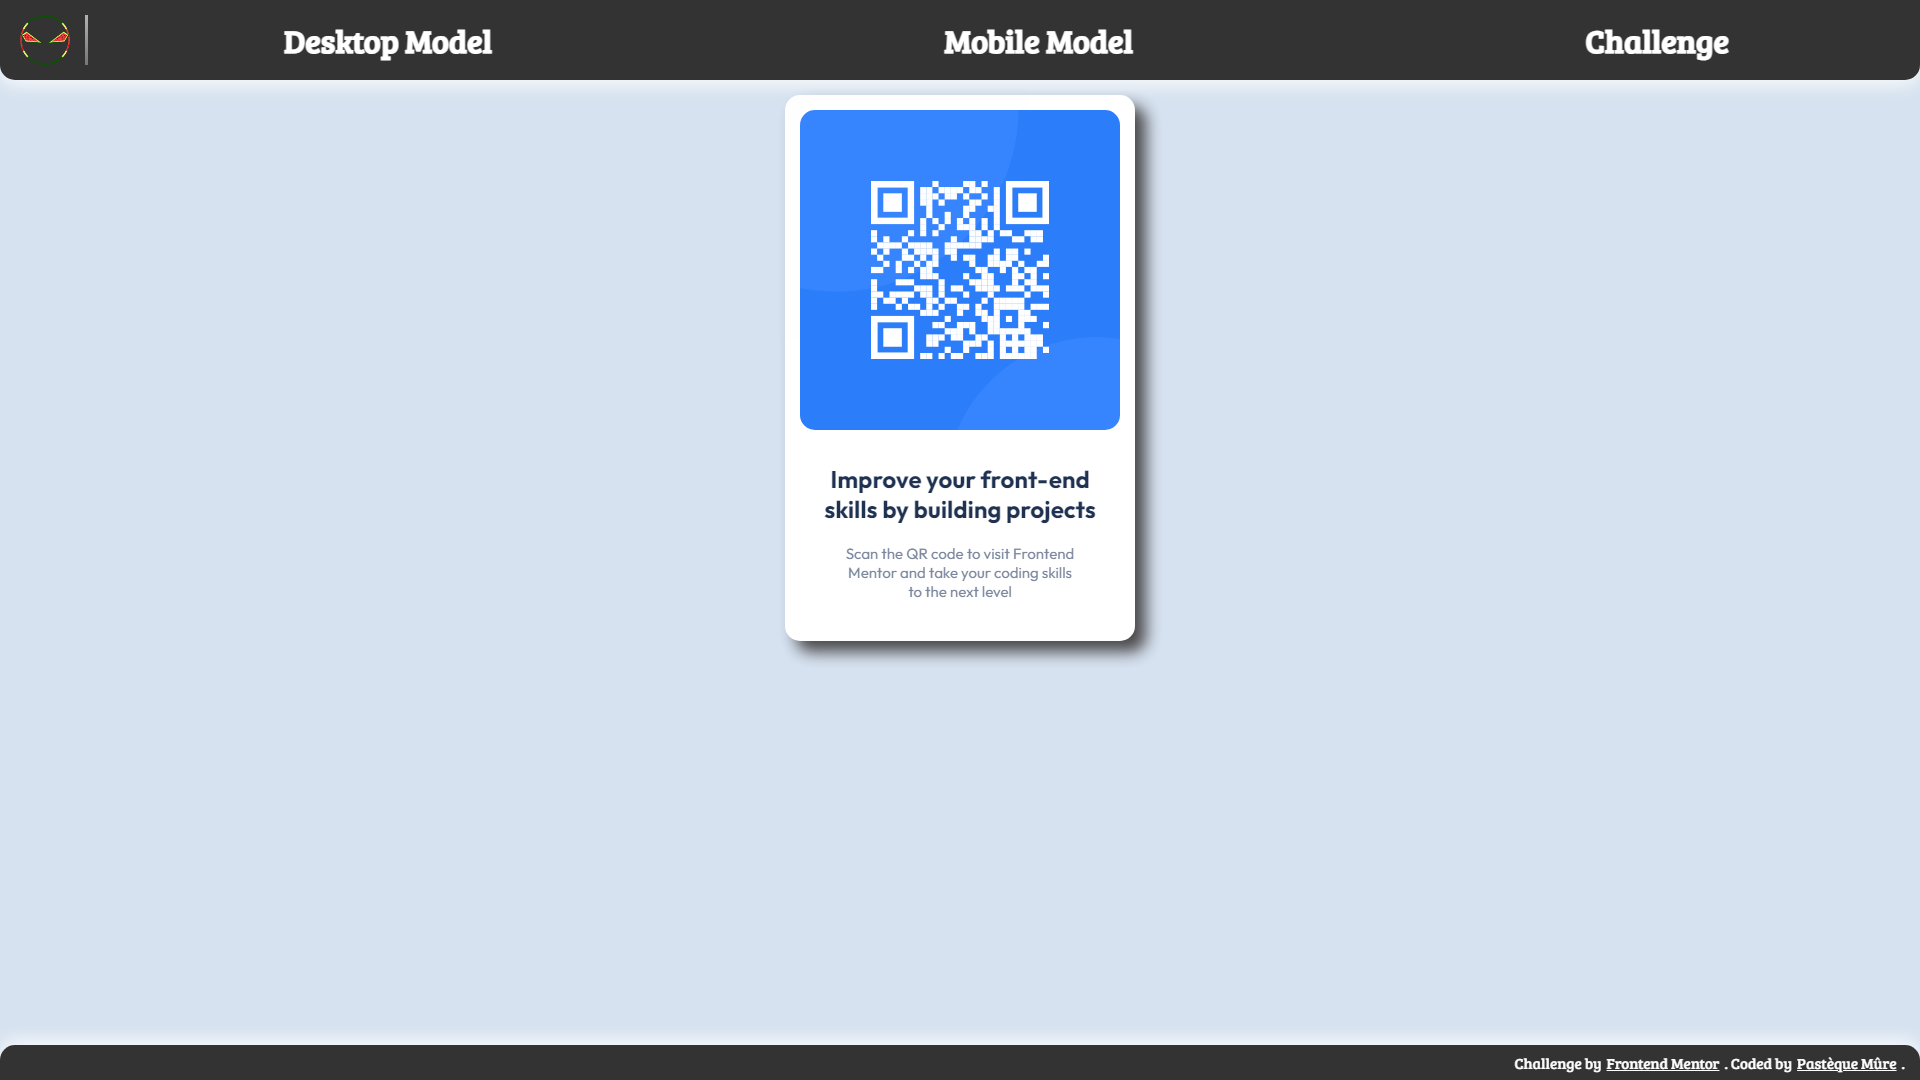 Desktop Model
Mobile Model
Challenge
Improve your front-end
skills by building projects
Scan the QR code to visit Frontend
Mentor and take your coding skills
to the next level
Challenge by Frontend Mentor . Coded by Pastèque Mûre .